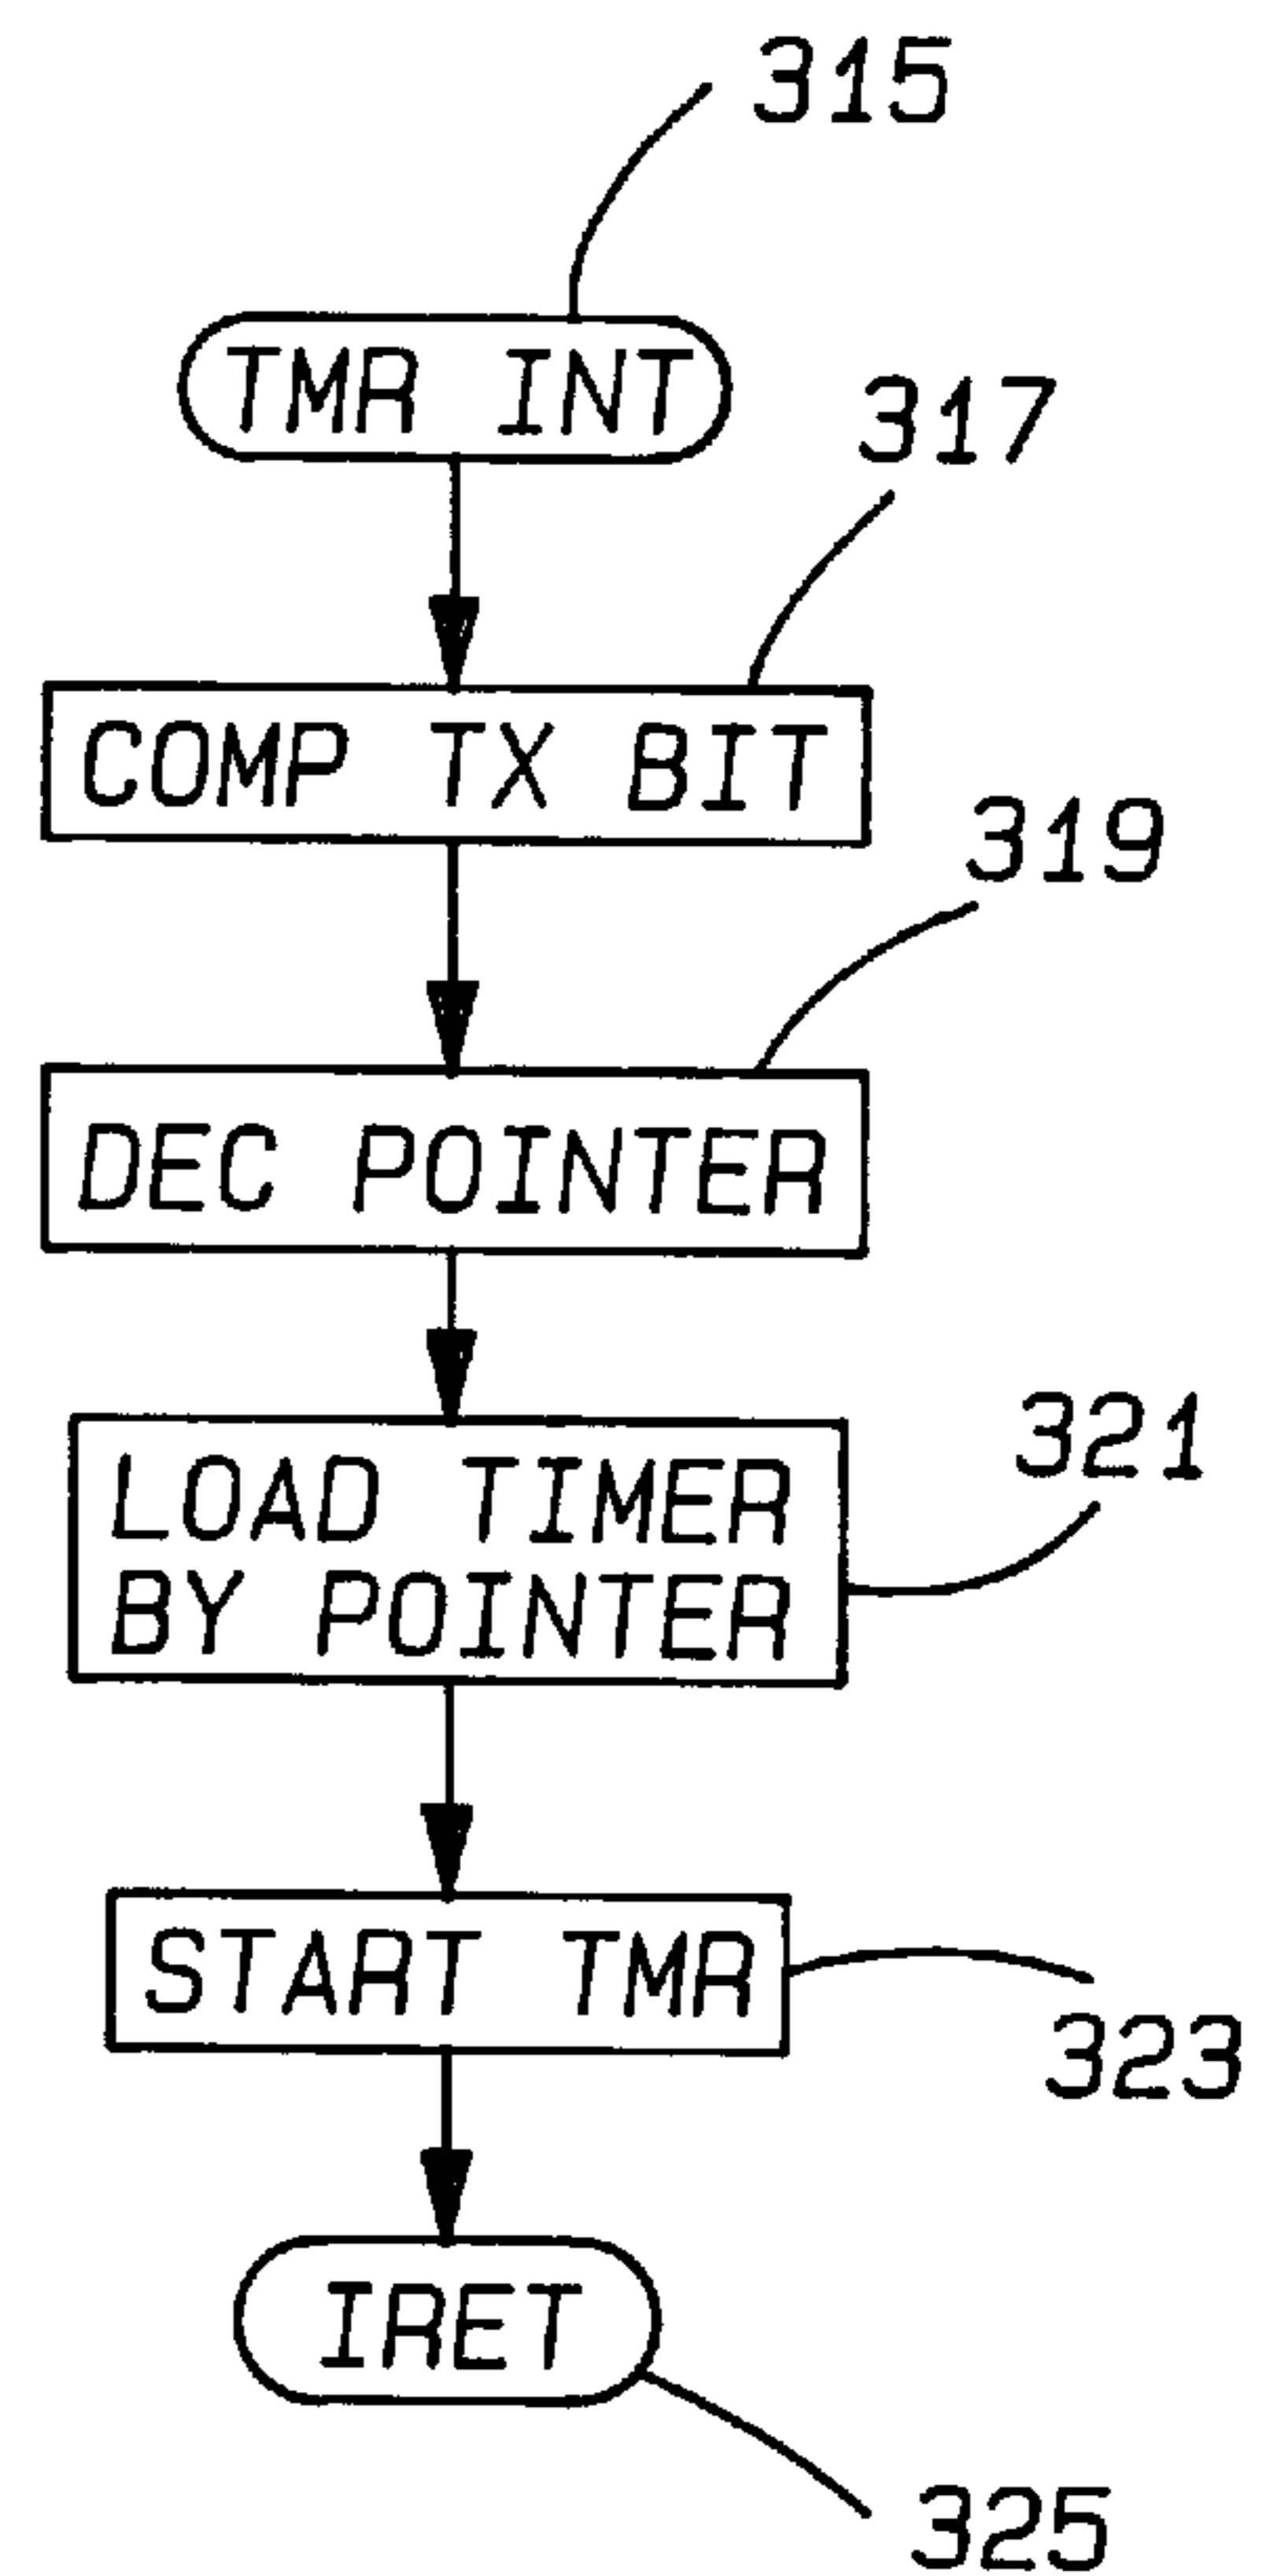 315
TMR INT
317
COMP TX BIT
319
DEC POINTER
321
LOAD TIMER
BY POINTER
START TMR
323
IRET
325